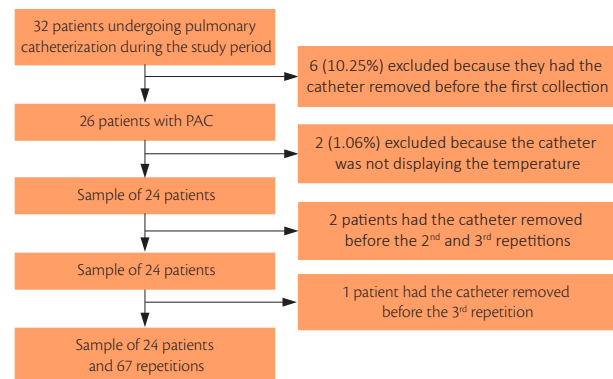 32 patients undergoing pulmonary
catheterization during the study period
6 (10.25%) excluded because they had the
catheter removed before the first collection
26 patients with PAC
2 (1.06%) excluded because the catheter
was not displaying the temperature
Sample of 24 patients
2 patients had the catheter removed
before the 2nd and 3rd repetitions
Sample of 24 patients
1 patient had the catheter removed
before the 3rd repetition
Sample of 24 patients
and 67 repetitions